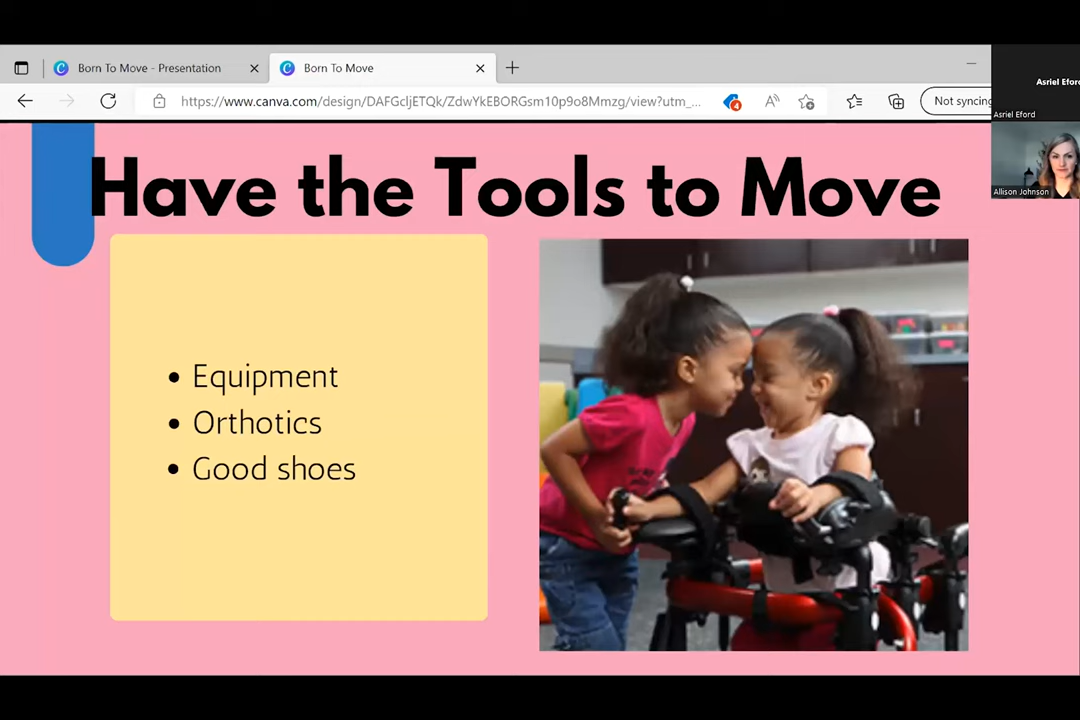 Born To Move - Presentation
Born To Move
https://www.canva.com/design/DAFGcljETQk/ZdwYkEBORGsm10p9o8Mmzg/view?utm_...
4
Not syncing
Asriel Eford
Asriel Eford
Allison Johnson
Have the Tools to Move
• Equipment
• Orthotics
• Good shoes